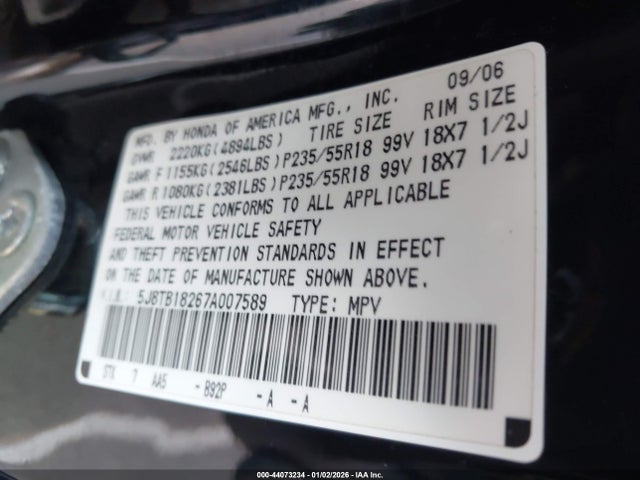 09/06
MFD. BY HONDA OF AMERICA MFG., INC.
GVWR 2220KG(4894LBS) TIRE SIZE RIM SIZE
GAWR F 1155KG(2546LBS)P235/55R18 99V 18X7 1/2J
GAWR R 1080KG(2381LBS)P235/55R18 99V 18X7 1/2J
THIS VEHICLE CONFORMS TO ALL APPLICABLE
FEDERAL MOTOR VEHICLE SAFETY
AND THEFT PREVENTION STANDARDS IN EFFECT
ON THE DATE OF MANUFACTURE SHOWN ABOVE.
5J8TB18267A007589 TYPE: MPV
STK 7 AA5 - B92P - A - A
000-44073234 - 01/02/2026 - IAA Inc.